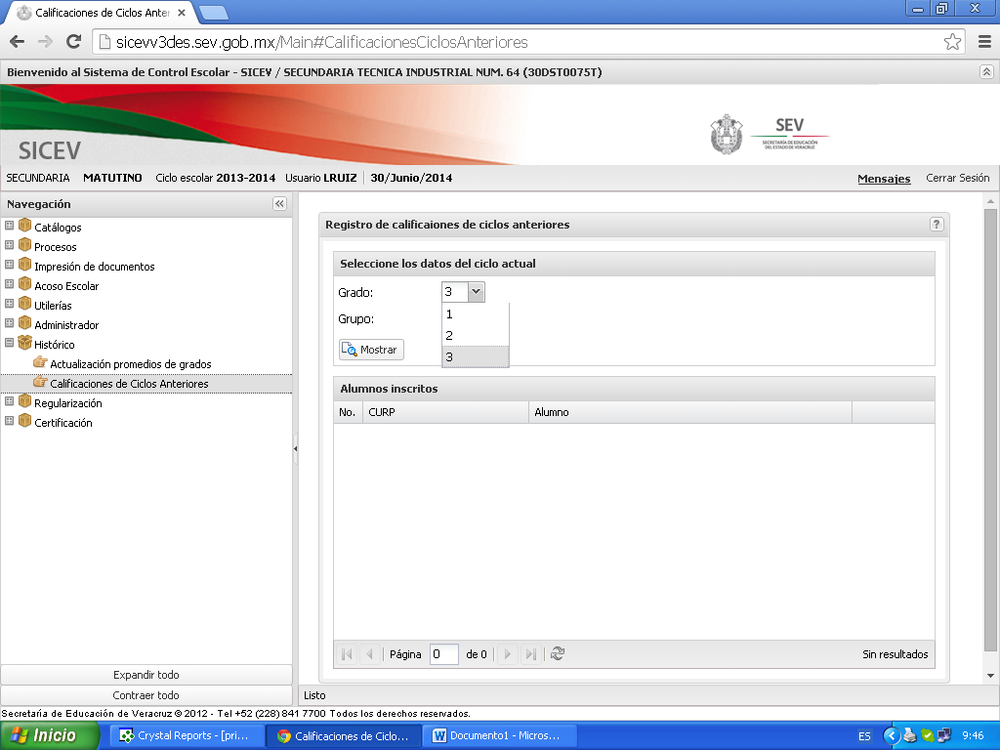 Calificaciones de Ciclos Anter
sicevv3des.sev.gob.mx/Main#CalificacionesCiclosAnteriores
Bienvenido al Sistema de Control Escolar - SICEV / SECUNDARIA TECNICA INDUSTRIAL NUM. 64 (30DST0075T)
SICEV
SEV
SECRETARÍA DE EDUCACIÓN
DEL ESTADO DE VERACRUZ
SECUNDARIA MATUTINO Ciclo escolar 2013-2014 Usuario LRUIZ 30/Junio/2014 Mensajes Cerrar Sesión
Navegación
Catálogos
Procesos
Impresión de documentos
Acoso Escolar
Utilerías
Administrador
Histórico
Actualización promedios de grados
Calificaciones de Ciclos Anteriores
Regularización
Certificación
Expandir todo
Contraer todo
Registro de calificaiones de ciclos anteriores ?
Seleccione los datos del ciclo actual
Grado: 3
1
Grupo:
2
Mostrar
3
Alumnos inscritos
No. CURP Alumno
Página 0 de 0 Sin resultados
Listo
Secretaría de Educación de Veracruz © 2012 - Tel +52 (228) 841 7700 Todos los derechos reservados.
Inicio Crystal Reports - [pri... Calificaciones de Ciclo... Documento1 - Micros... ES 9:46